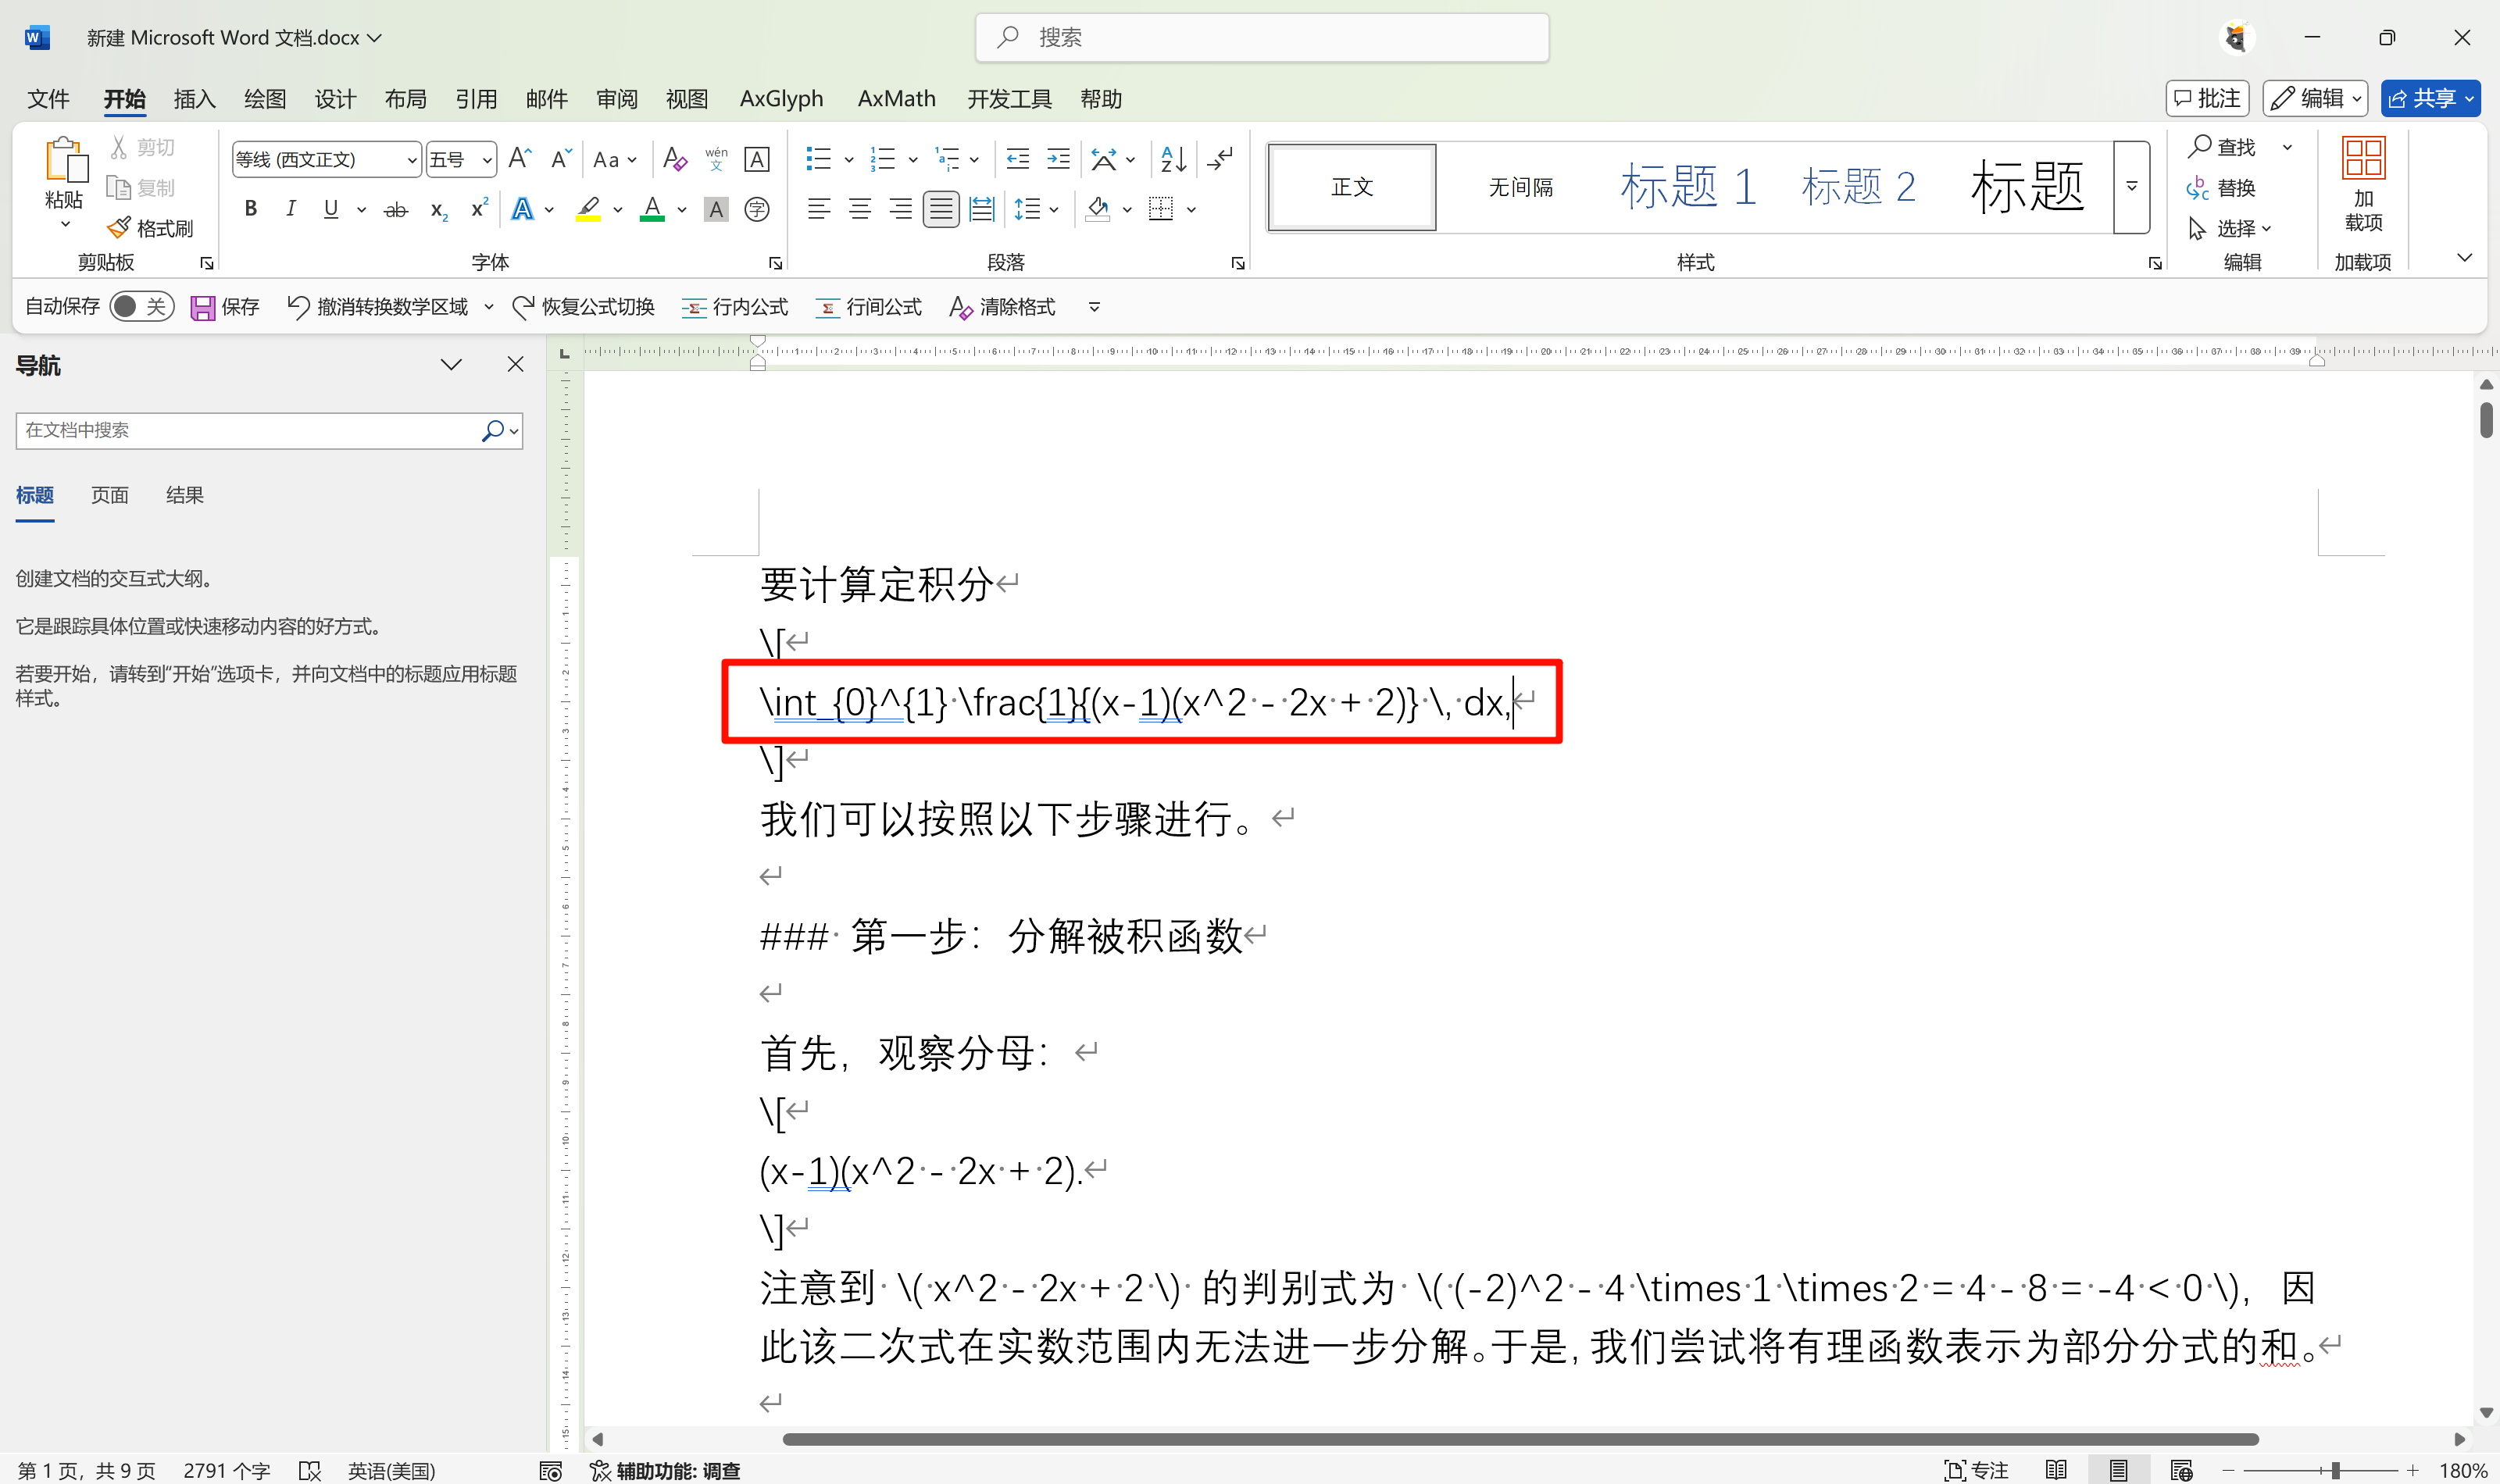 新建 Microsoft Word 文档.docx
搜索
文件 开始 插入 绘图 设计 布局 引用 邮件 审阅 视图 AxGlyph AxMath 开发工具 帮助
批注 编辑 共享
粘贴
剪切
复制
格式刷
剪贴板
等线 (西文正文) 五号
字体
段落
正文 无间隔 标题 1 标题 2 标题
样式
查找
替换
选择
编辑
加
载项
加载项
自动保存 关 保存 撤消转换数学区域 恢复公式切换 行内公式 行间公式 清除格式
导航
在文档中搜索
标题 页面 结果
创建文档的交互式大纲。
它是跟踪具体位置或快速移动内容的好方式。
若要开始，请转到“开始”选项卡，并向文档中的标题应用标题
样式。
要计算定积分
\[
\int_{0}^{1} \frac{1}{(x-1)(x^2 - 2x + 2)} \, dx,
\]
我们可以按照以下步骤进行。
### 第一步：分解被积函数
首先，观察分母：
\[
(x-1)(x^2 - 2x + 2).
\]
注意到 \( x^2 - 2x + 2 \) 的判别式为 \( (-2)^2 - 4 \times 1 \times 2 = 4 - 8 = -4 < 0 \)，因
此该二次式在实数范围内无法进一步分解。于是，我们尝试将有理函数表示为部分分式的和。
第 1 页，共 9 页 2791 个字 英语(美国) 辅助功能: 调查 专注 180%